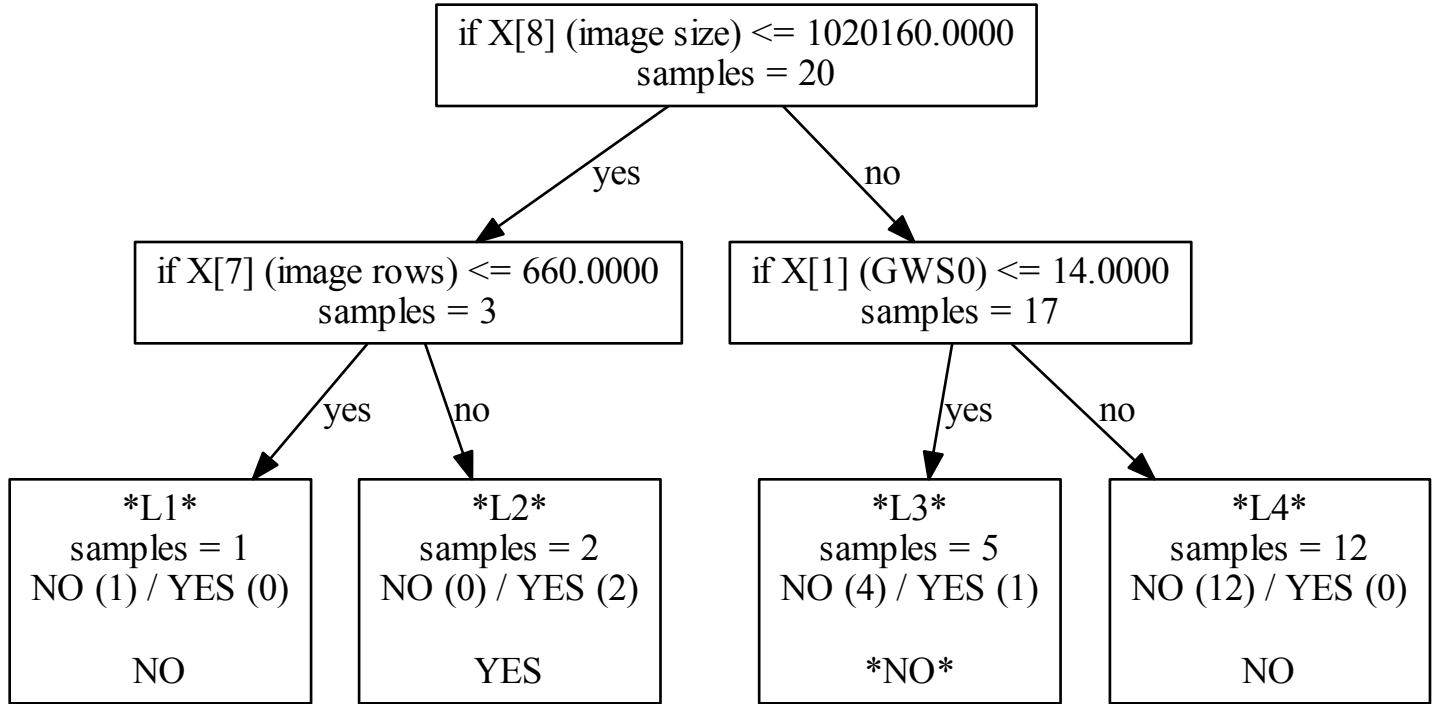 if X[8] (image size) <= 1020160.0000
samples = 20
yes
no
if X[7] (image rows) <= 660.0000
samples = 3
if X[1] (GWS0) <= 14.0000
samples = 17
yes
no
yes
no
*L1*
samples = 1
NO (1) / YES (0)
NO
*L2*
samples = 2
NO (0) / YES (2)
YES
*L3*
samples = 5
NO (4) / YES (1)
*NO*
*L4*
samples = 12
NO (12) / YES (0)
NO